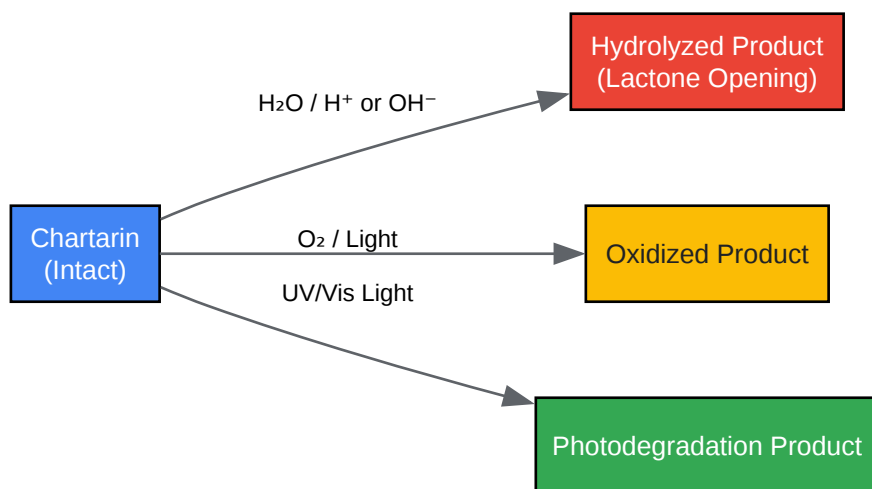 Hydrolyzed Product
(Lactone Opening)
H₂O / H⁺ or OH⁻
Chartarin
(Intact)
O₂ / Light
Oxidized Product
UV/Vis Light
Photodegradation Product